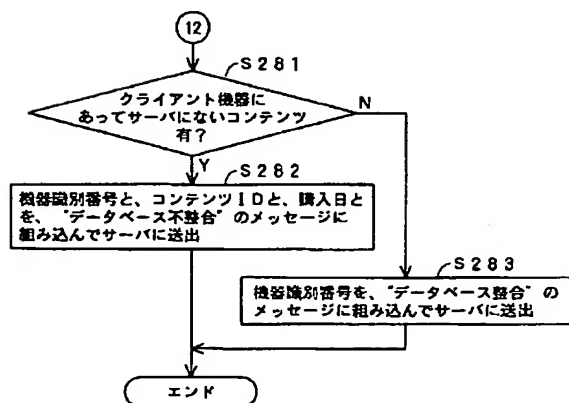 12
S281
クライアント機器に
あってサーバにないコンテンツ
有？
N
Y
S282
機器識別番号と、コンテンツIDと、購入日と
を、"データベース不整合"のメッセージに
組み込んでサーバに送出
S283
機器識別番号を、"データベース整合"の
メッセージに組み込んでサーバに送出
エンド